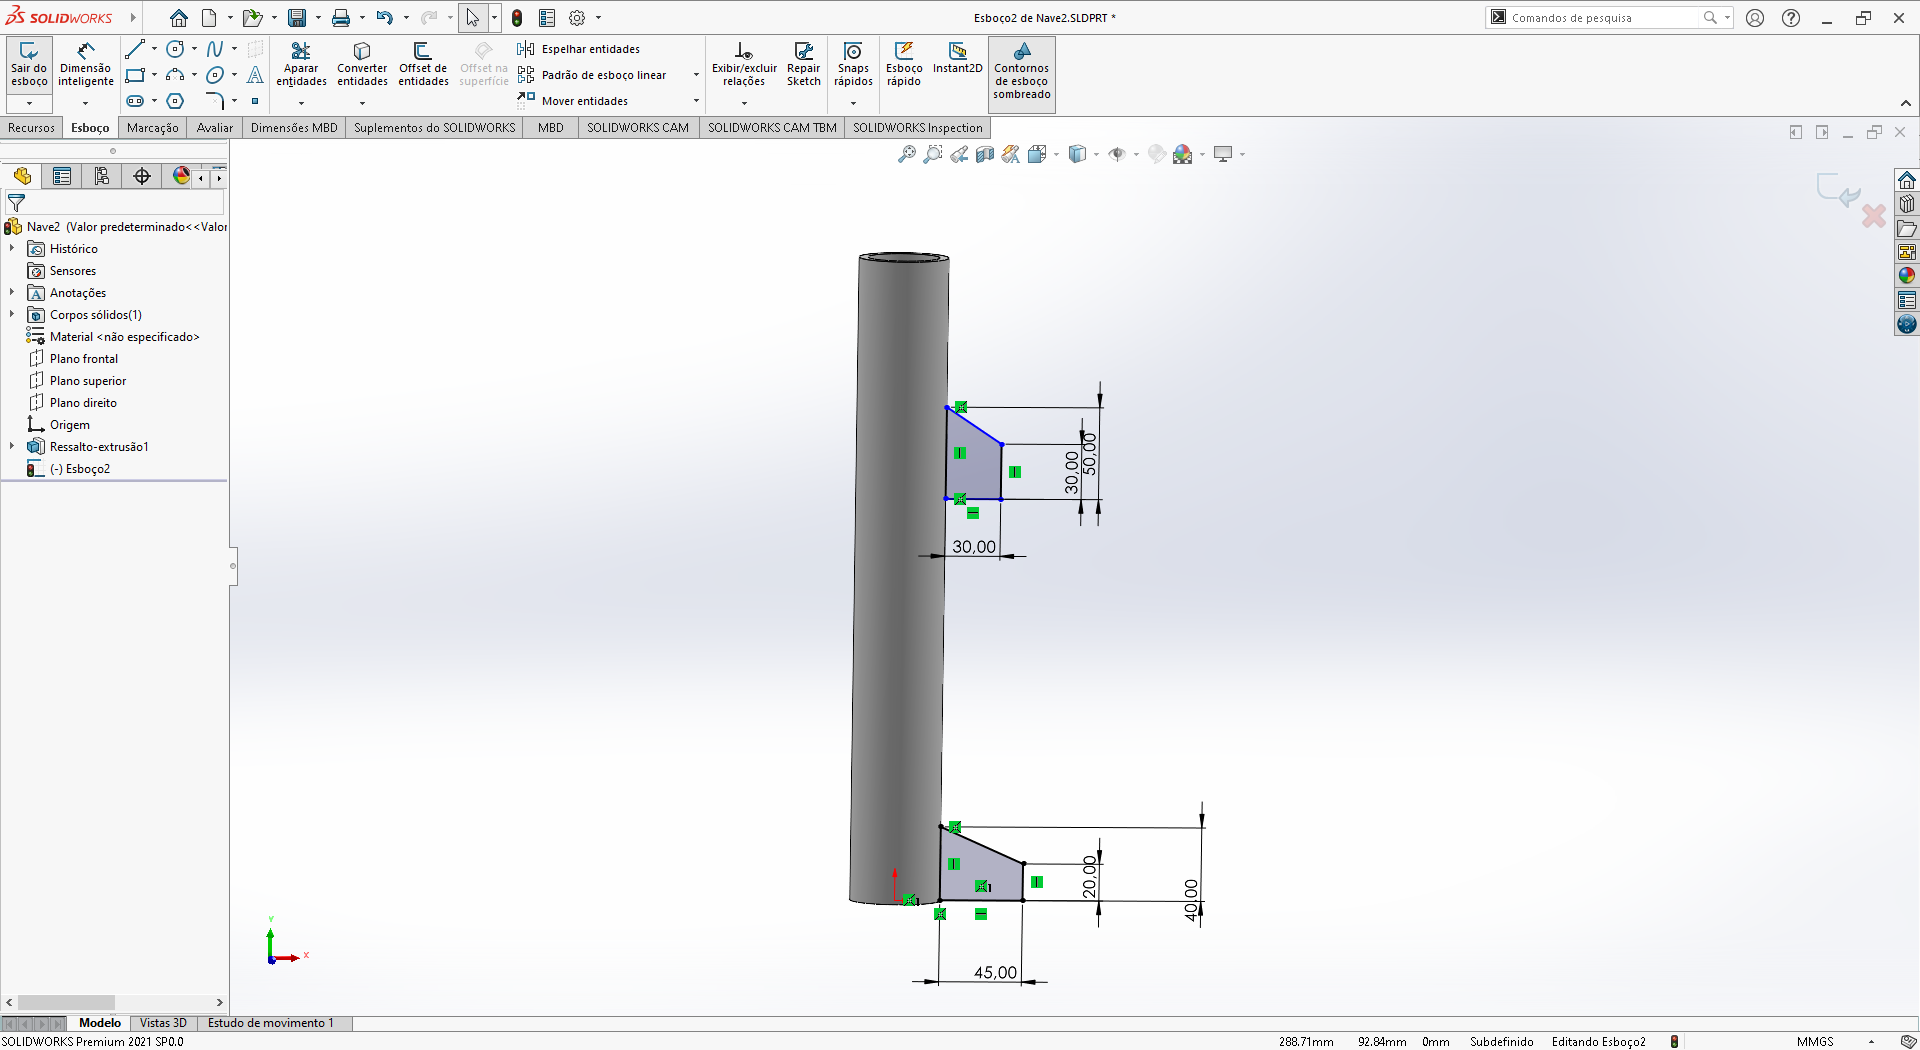 SOLIDWORKS
Esboço2 de Nave2.SLDPRT *
Comandos de pesquisa
Sair do esboço
Dimensão inteligente
Aparar entidades
Converter entidades
Offset de entidades
Offset na superfície
Espelhar entidades
Padrão de esboço linear
Mover entidades
Exibir/excluir relações
Repair Sketch
Snaps rápidos
Esboço rápido
Instant2D
Contornos de esboço sombreado
Recursos
Esboço
Marcação
Avaliar
Dimensões MBD
Suplementos do SOLIDWORKS
MBD
SOLIDWORKS CAM
SOLIDWORKS CAM TBM
SOLIDWORKS Inspection
Nave2 (Valor predeterminado<<Valor
Histórico
Sensores
Anotações
Corpos sólidos(1)
Material <não especificado>
Plano frontal
Plano superior
Plano direito
Origem
Ressalto-extrusão1
(-) Esboço2
50,00
30,00
30,00
20,00
40,00
45,00
1
Y
X
Modelo
Vistas 3D
Estudo de movimento 1
SOLIDWORKS Premium 2021 SP0.0
288.71mm
92.84mm
0mm
Subdefinido
Editando Esboço2
MMGS